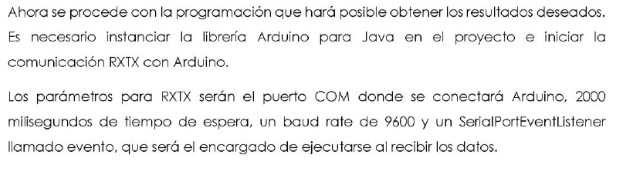 Ahora se procede con la programación que hará posible obtener los resultados deseados.
Es necesario instanciar la librería Arduino para Java en el proyecto e iniciar la
comunicación RXTX con Arduino.
Los parámetros para RXTX serán el puerto COM donde se conectará Arduino, 2000
milisegundos de tiempo de espera, un baud rate de 9600 y un SerialPortEventListener
llamado evento, que será el encargado de ejecutarse al recibir los datos.